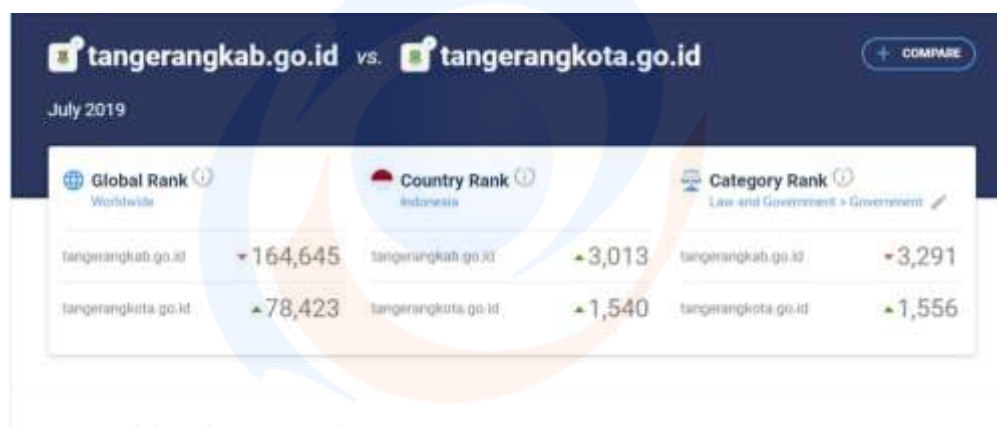 tangerangkab.go.id vs. tangerangkota.go.id
+ COMPARE
July 2019
Global Rank
Worldwide
Country Rank
Indonesia
Category Rank
Law and Government > Government
tangerangkab.go.id 164,645
tangerangkab.go.id 3,013
tangerangkab.go.id 3,291
tangerangkota.go.id 78,423
tangerangkota.go.id 1,540
tangerangkota.go.id 1,556